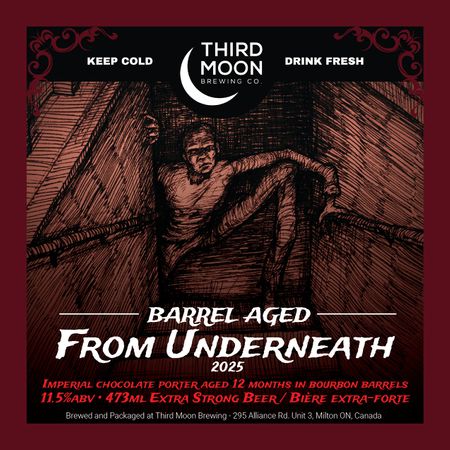 KEEP COLD
THIRD
MOON
BREWING CO.
DRINK FRESH
BARREL AGED
FROM UNDERNEATH
2025
IMPERIAL CHOCOLATE PORTER AGED 12 MONTHS IN BOURBON BARRELS
11.5%ABV • 473ML EXTRA STRONG BEER / BIÈRE EXTRA-FORTE
Brewed and Packaged at Third Moon Brewing - 295 Alliance Rd. Unit 3, Milton ON, Canada